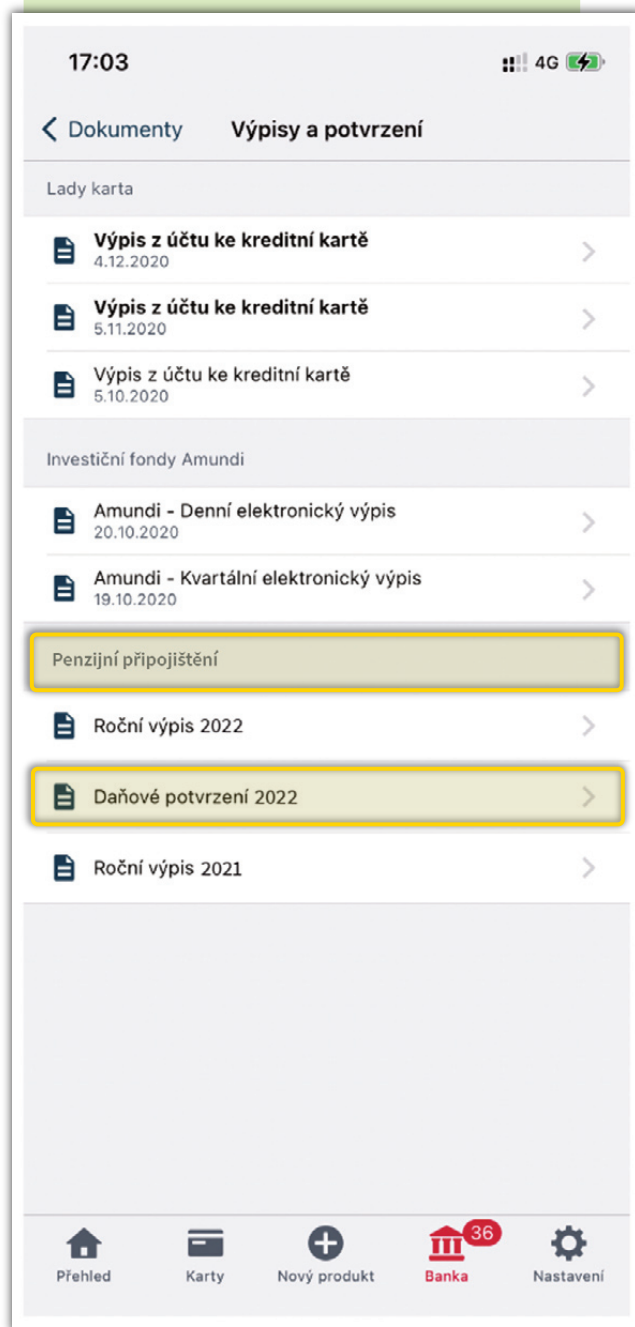 17:03
4G
Dokumenty Výpisy a potvrzení
Lady karta
Výpis z účtu ke kreditní kartě
4.12.2020
Výpis z účtu ke kreditní kartě
5.11.2020
Výpis z účtu ke kreditní kartě
5.10.2020
Investiční fondy Amundi
Amundi - Denní elektronický výpis
20.10.2020
Amundi - Kvartální elektronický výpis
19.10.2020
Penzijní připojištění
Roční výpis 2022
Daňové potvrzení 2022
Roční výpis 2021
36
Přehled Karty Nový produkt Banka Nastavení